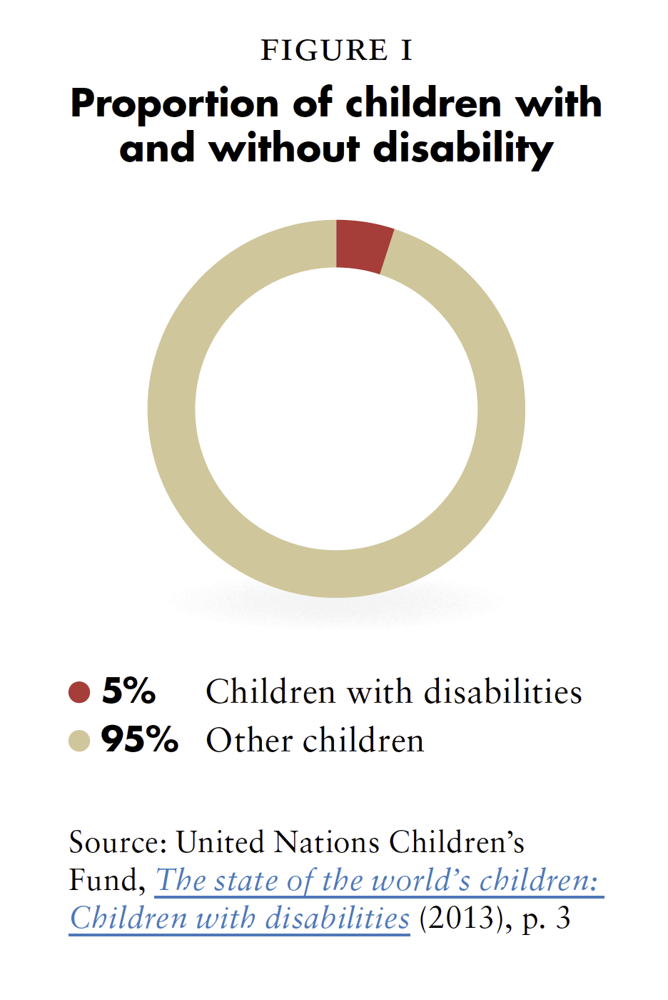 FIGURE I
Proportion of children with
and without disability
5% Children with disabilities
95% Other children
Source: United Nations Children’s
Fund, The state of the world’s children:
Children with disabilities (2013), p. 3